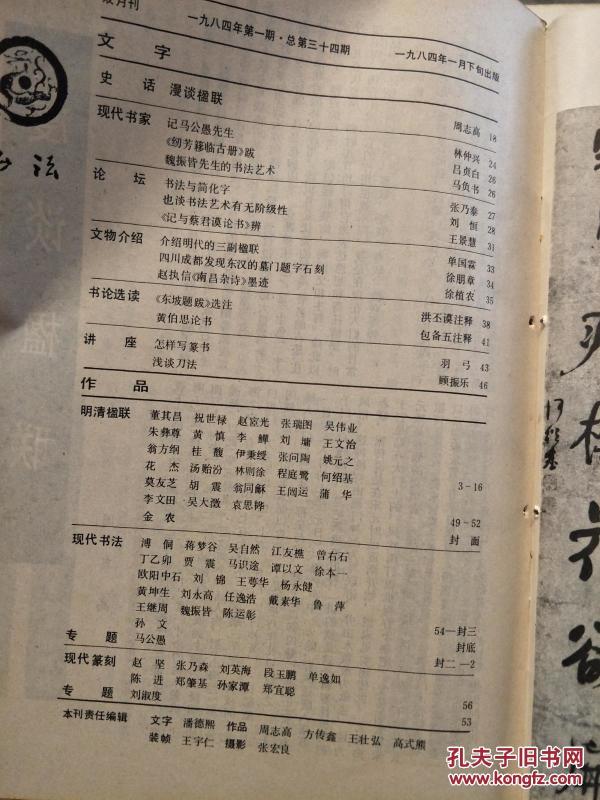 双月刊 一九八四年第一期·总第三十四期 一九八四年一月下旬出版
文字
史话 漫谈楹联 周志高 18
现代书家 记马公愚先生 林仲兴 24
《纫芳簃临古册》跋 吕贞白 26
魏振皆先生的书法艺术 马负书 26
论坛 书法与简化字 张乃泰 27
也谈书法艺术有无阶级性 刘恒 28
《记与蔡君谟论书》辨 王景慧 31
文物介绍 介绍明代的三副楹联 单国霖 33
四川成都发现东汉的墓门题字石刻 徐朋章 34
赵执信《南昌杂诗》墨迹 徐植农 35
书论选读 《东坡题跋》选注 洪丕谟注释 38
黄伯思论书 包备五注释 41
讲座 怎样写篆书 羽弓 43
浅谈刀法 顾振乐 46
作品
明清楹联 董其昌 祝世禄 赵宧光 张瑞图 吴伟业
朱彝尊 黄慎 李鱓 刘墉 王文治
翁方纲 桂馥 伊秉绶 张问陶 姚元之
花杰 汤贻汾 林则徐 程庭鹭 何绍基
莫友芝 胡震 翁同龢 王闿运 蒲华 3-16
李文田 吴大澂 袁思韠 49-52
金农 封面
现代书法 溥侗 蒋梦谷 吴自然 江友樵 曾右石
丁乙卯 贾震 马识途 谭以文 徐本一
欧阳中石 刘锦 王萼华 杨永健
黄坤生 刘永高 任逸浩 戴素华 鲁萍
王继周 魏振皆 陈运彰 54—封三
孙文 封底
专题 马公愚 封二—2
现代篆刻 赵坚 张乃森 刘英海 段玉鹏 单逸如
陈进 郑肇基 孙家潭 郑宜聪 56
专题 刘淑度 53
本刊责任编辑 文字 潘德熙 作品 周志高 方传鑫 王壮弘 高式熊
装帧 王宇仁 摄影 张宏良
法
孔夫子旧书网
www.kongfz.com